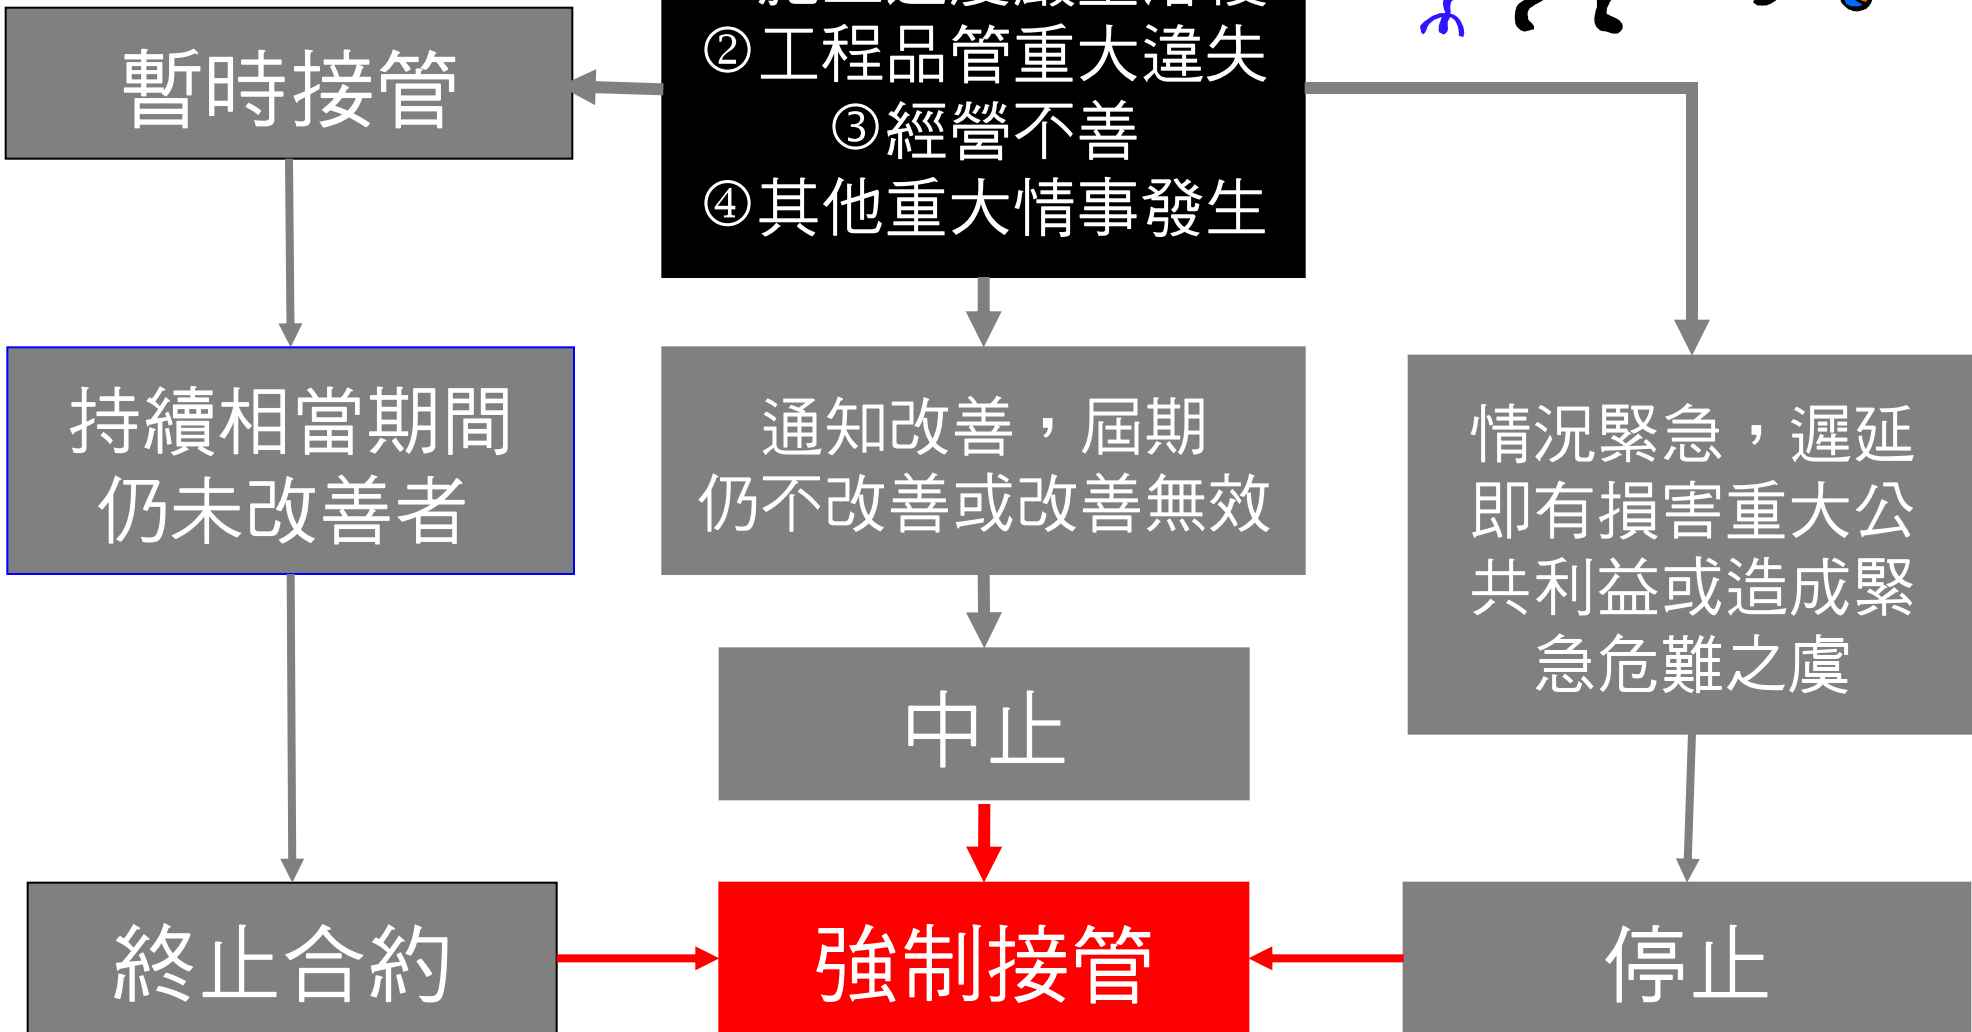 ②工程品管重大違失
③經營不善
④其他重大情事發生
暫時接管
持續相當期間
仍未改善者
通知改善，屆期
仍不改善或改善無效
情況緊急，遲延
即有損害重大公
共利益或造成緊
急危難之虞
中止
終止合約
強制接管
停止